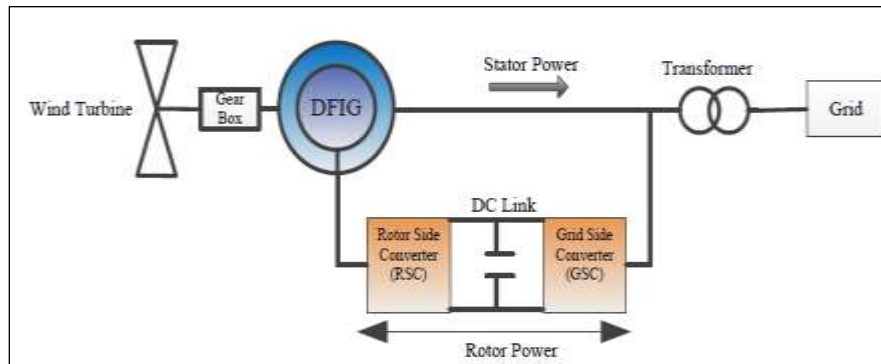 Stator Power
Transformer
Wind Turbine
Gear
Box
DFIG
Grid
DC Link
Rotor Side
Converter
(RSC)
Grid Side
Converter
(GSC)
Rotor Power